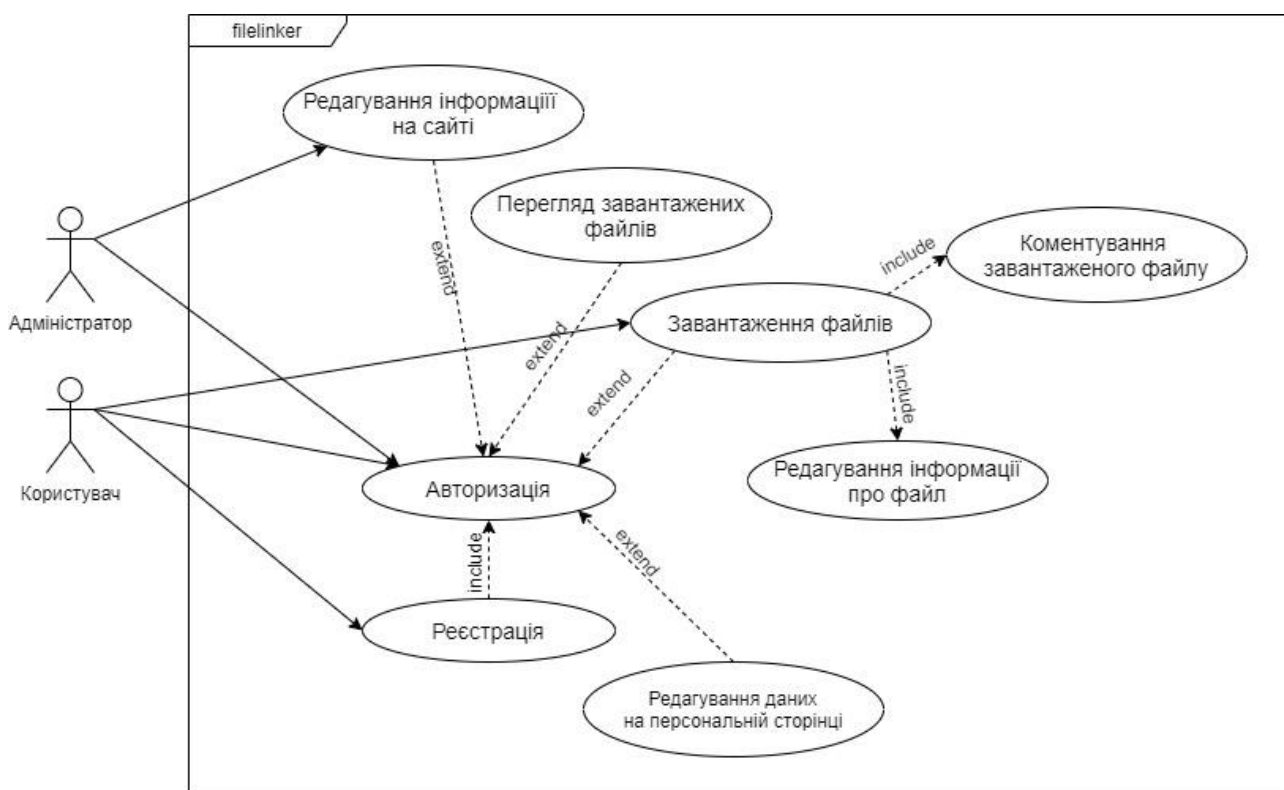 filelinker
Редагування інформаціїї
на сайті
Перегляд завантажених
файлів
Коментування
завантаженого файлу
include
extend
Адміністратор
Завантаження файлів
extend
extend
include
Користувач
Авторизація
Редагування інформації
про файл
include
extend
Реєстрація
Редагування даних
на персональній сторінці